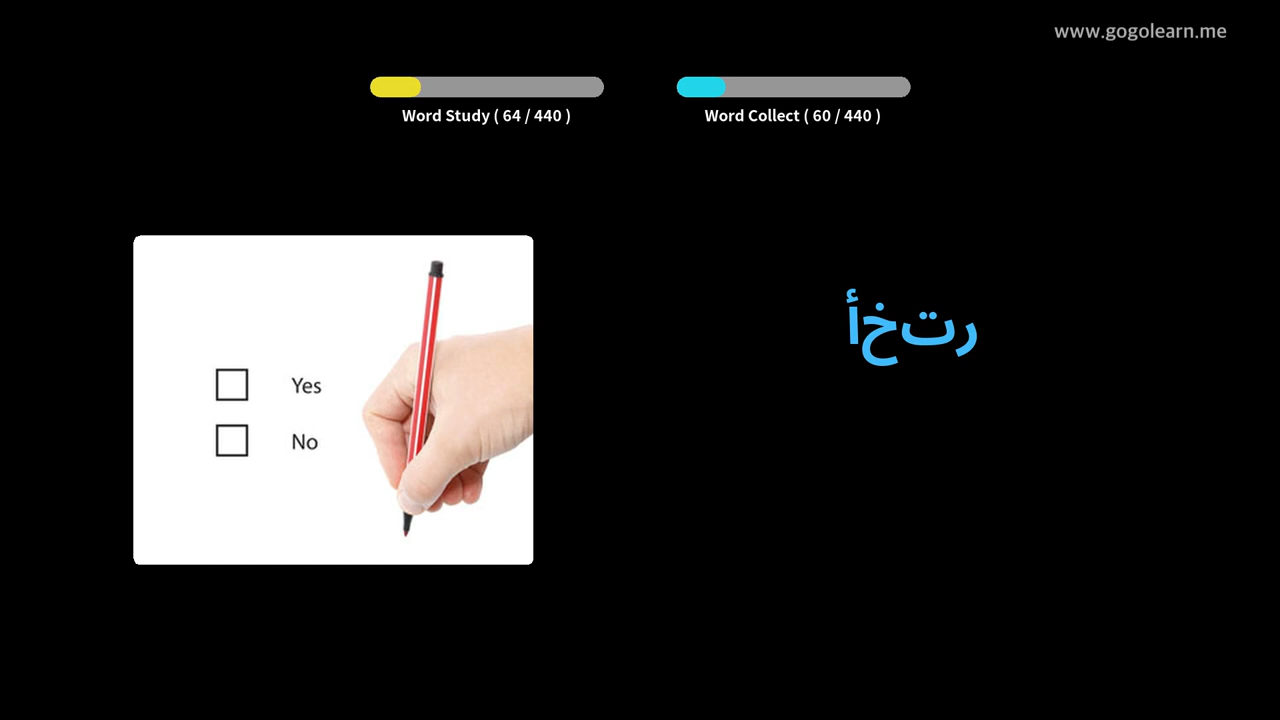 www.gogolearn.me
Word Study ( 64 / 440 )
Word Collect ( 60 / 440 )
Yes
No
رتخأ